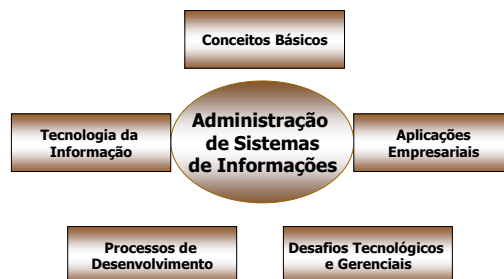 Conceitos Básicos
Tecnologia da
Informação
Administração
de Sistemas
de Informações
Aplicações
Empresariais
Processos de
Desenvolvimento
Desafios Tecnológicos
e Gerenciais